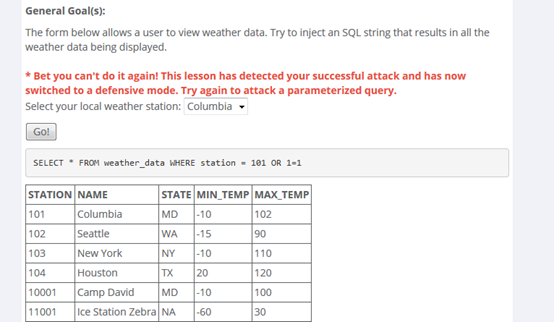 General Goal(s):
The form below allows a user to view weather data. Try to inject an SQL string that results in all the
weather data being displayed.
* Bet you can't do it again! This lesson has detected your successful attack and has now
switched to a defensive mode. Try again to attack a parameterized query.
Select your local weather station: Columbia
Go!
SELECT * FROM weather_data WHERE station = 101 OR 1=1
STATION NAME STATE MIN_TEMP MAX_TEMP
101 Columbia MD -10 102
102 Seattle WA -15 90
103 New York NY -10 110
104 Houston TX 20 120
10001 Camp David MD -10 100
11001 Ice Station Zebra NA -60 30